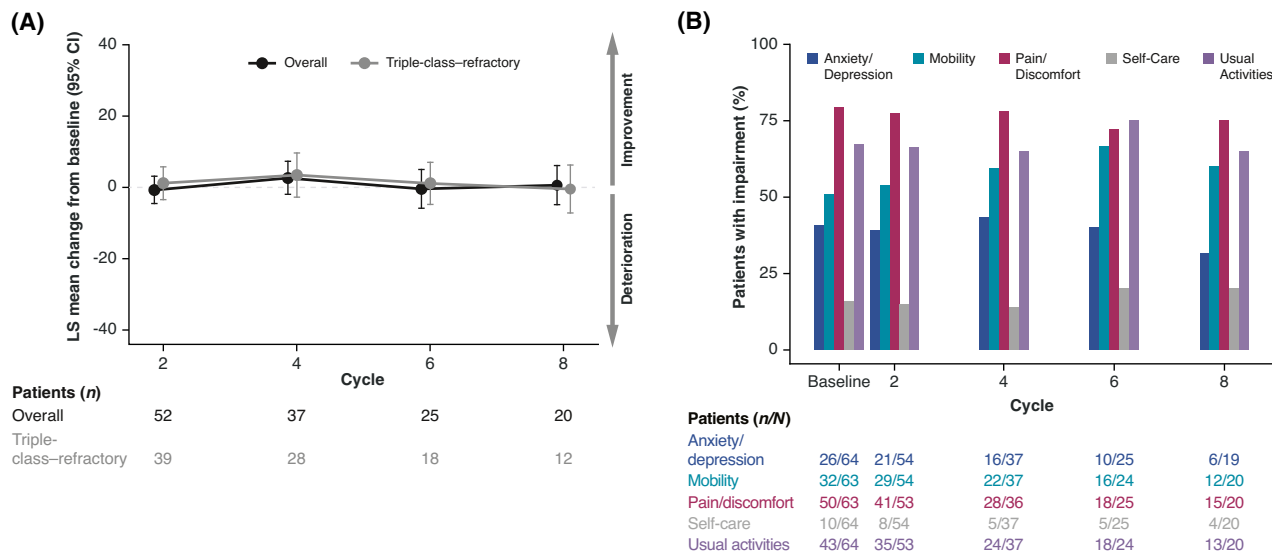 (A)
LS mean change from baseline (95% CI)
40
20
0
-20
-40
Overall
Triple-class–refractory
Improvement
Deterioration
2
4
6
8
Cycle
Patients (n)
Overall
52
37
25
20
Triple-
class–refractory
39
28
18
12
(B)
Patients with impairment (%)
100
75
50
25
0
Anxiety/
Depression
Mobility
Pain/
Discomfort
Self-Care
Usual
Activities
Baseline
2
4
6
8
Cycle
Patients (n/N)
Anxiety/
depression
26/64
21/54
16/37
10/25
6/19
Mobility
32/63
29/54
22/37
16/24
12/20
Pain/discomfort
50/63
41/53
28/36
18/25
15/20
Self-care
10/64
8/54
5/37
5/25
4/20
Usual activities
43/64
35/53
24/37
18/24
13/20